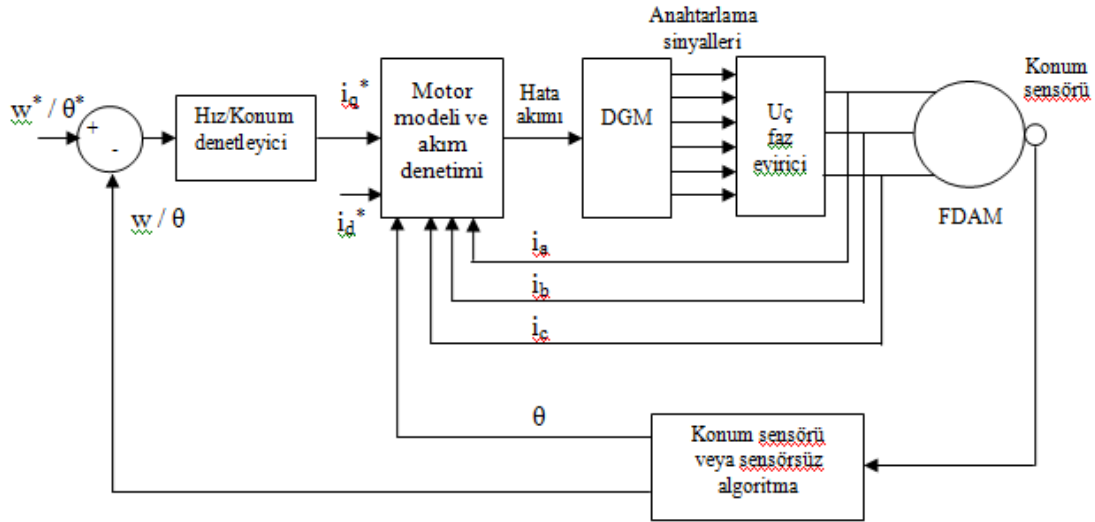 Anahtarlama
sinyalleri
Konum
sensörü
w* / θ*
+
-
Hız/Konum
denetleyici
iq*
id*
Motor
modeli ve
akım
denetimi
Hata
akımı
DGM
Uç
faz
evirici
FDAM
w / θ
ia
ib
ic
θ
Konum sensörü
veya sensörsüz
algoritma